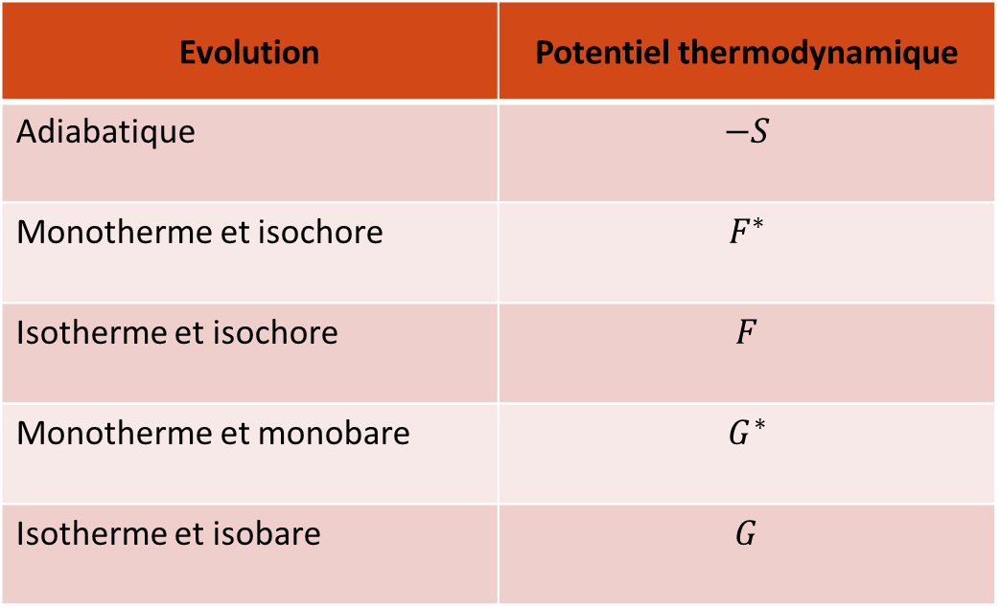 Evolution Potentiel thermodynamique
Adiabatique −S
Monotherme et isochore F*
Isotherme et isochore F
Monotherme et monobare G*
Isotherme et isobare G